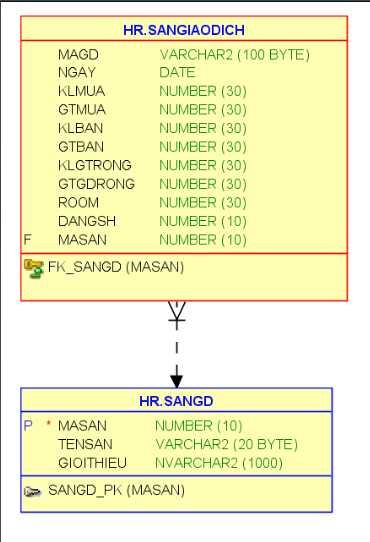 HR.SANGIAODICH
MAGD VARCHAR2 (100 BYTE)
NGAY DATE
KLMUA NUMBER (30)
GTMUA NUMBER (30)
KLBAN NUMBER (30)
GTBAN NUMBER (30)
KLGTRONG NUMBER (30)
GTGDRONG NUMBER (30)
ROOM NUMBER (30)
DANGSH NUMBER (10)
F MASAN NUMBER (10)
FK_SANGD (MASAN)
HR.SANGD
P * MASAN NUMBER (10)
TENSAN VARCHAR2 (20 BYTE)
GIOITHIEU NVARCHAR2 (1000)
SANGD_PK (MASAN)